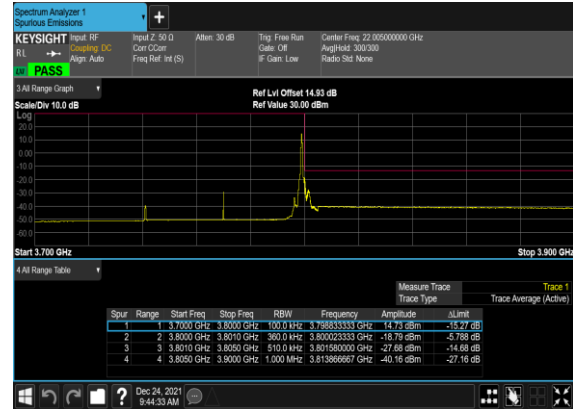 Spectrum Analyzer 1
Spurious Emissions
+
KEYSIGHT Input: RF Input Z: 50 Ω Atten: 30 dB Trig: Free Run Center Freq: 22.005000000 GHz
RL Coupling: DC Corr CCorr Gate: Off Avg|Hold: 300/300
Align: Auto Freq Ref: Int (S) IF Gain: Low Radio Std: None
PASS
3 All Range Graph
Ref Lvl Offset 14.93 dB
Scale/Div 10.0 dB Ref Value 30.00 dBm
Log
20.0
10.0
0.00
-10.0
-20.0
-30.0
-40.0
-50.0
-60.0
Start 3.700 GHz Stop 3.900 GHz
4 All Range Table
Measure Trace Trace 1
Trace Type Trace Average (Active)
Spur Range Start Freq Stop Freq RBW Frequency Amplitude ΔLimit
1 1 3.7000 GHz 3.8000 GHz 100.0 kHz 3.798833333 GHz 14.73 dBm -15.27 dB
2 2 3.8000 GHz 3.8010 GHz 360.0 kHz 3.800023333 GHz -18.79 dBm -5.788 dB
3 3 3.8010 GHz 3.8050 GHz 510.0 kHz 3.801580000 GHz -27.68 dBm -14.68 dB
4 4 3.8050 GHz 3.9000 GHz 1.000 MHz 3.813866667 GHz -40.16 dBm -27.16 dB
? Dec 24, 2021
9:44:33 AM